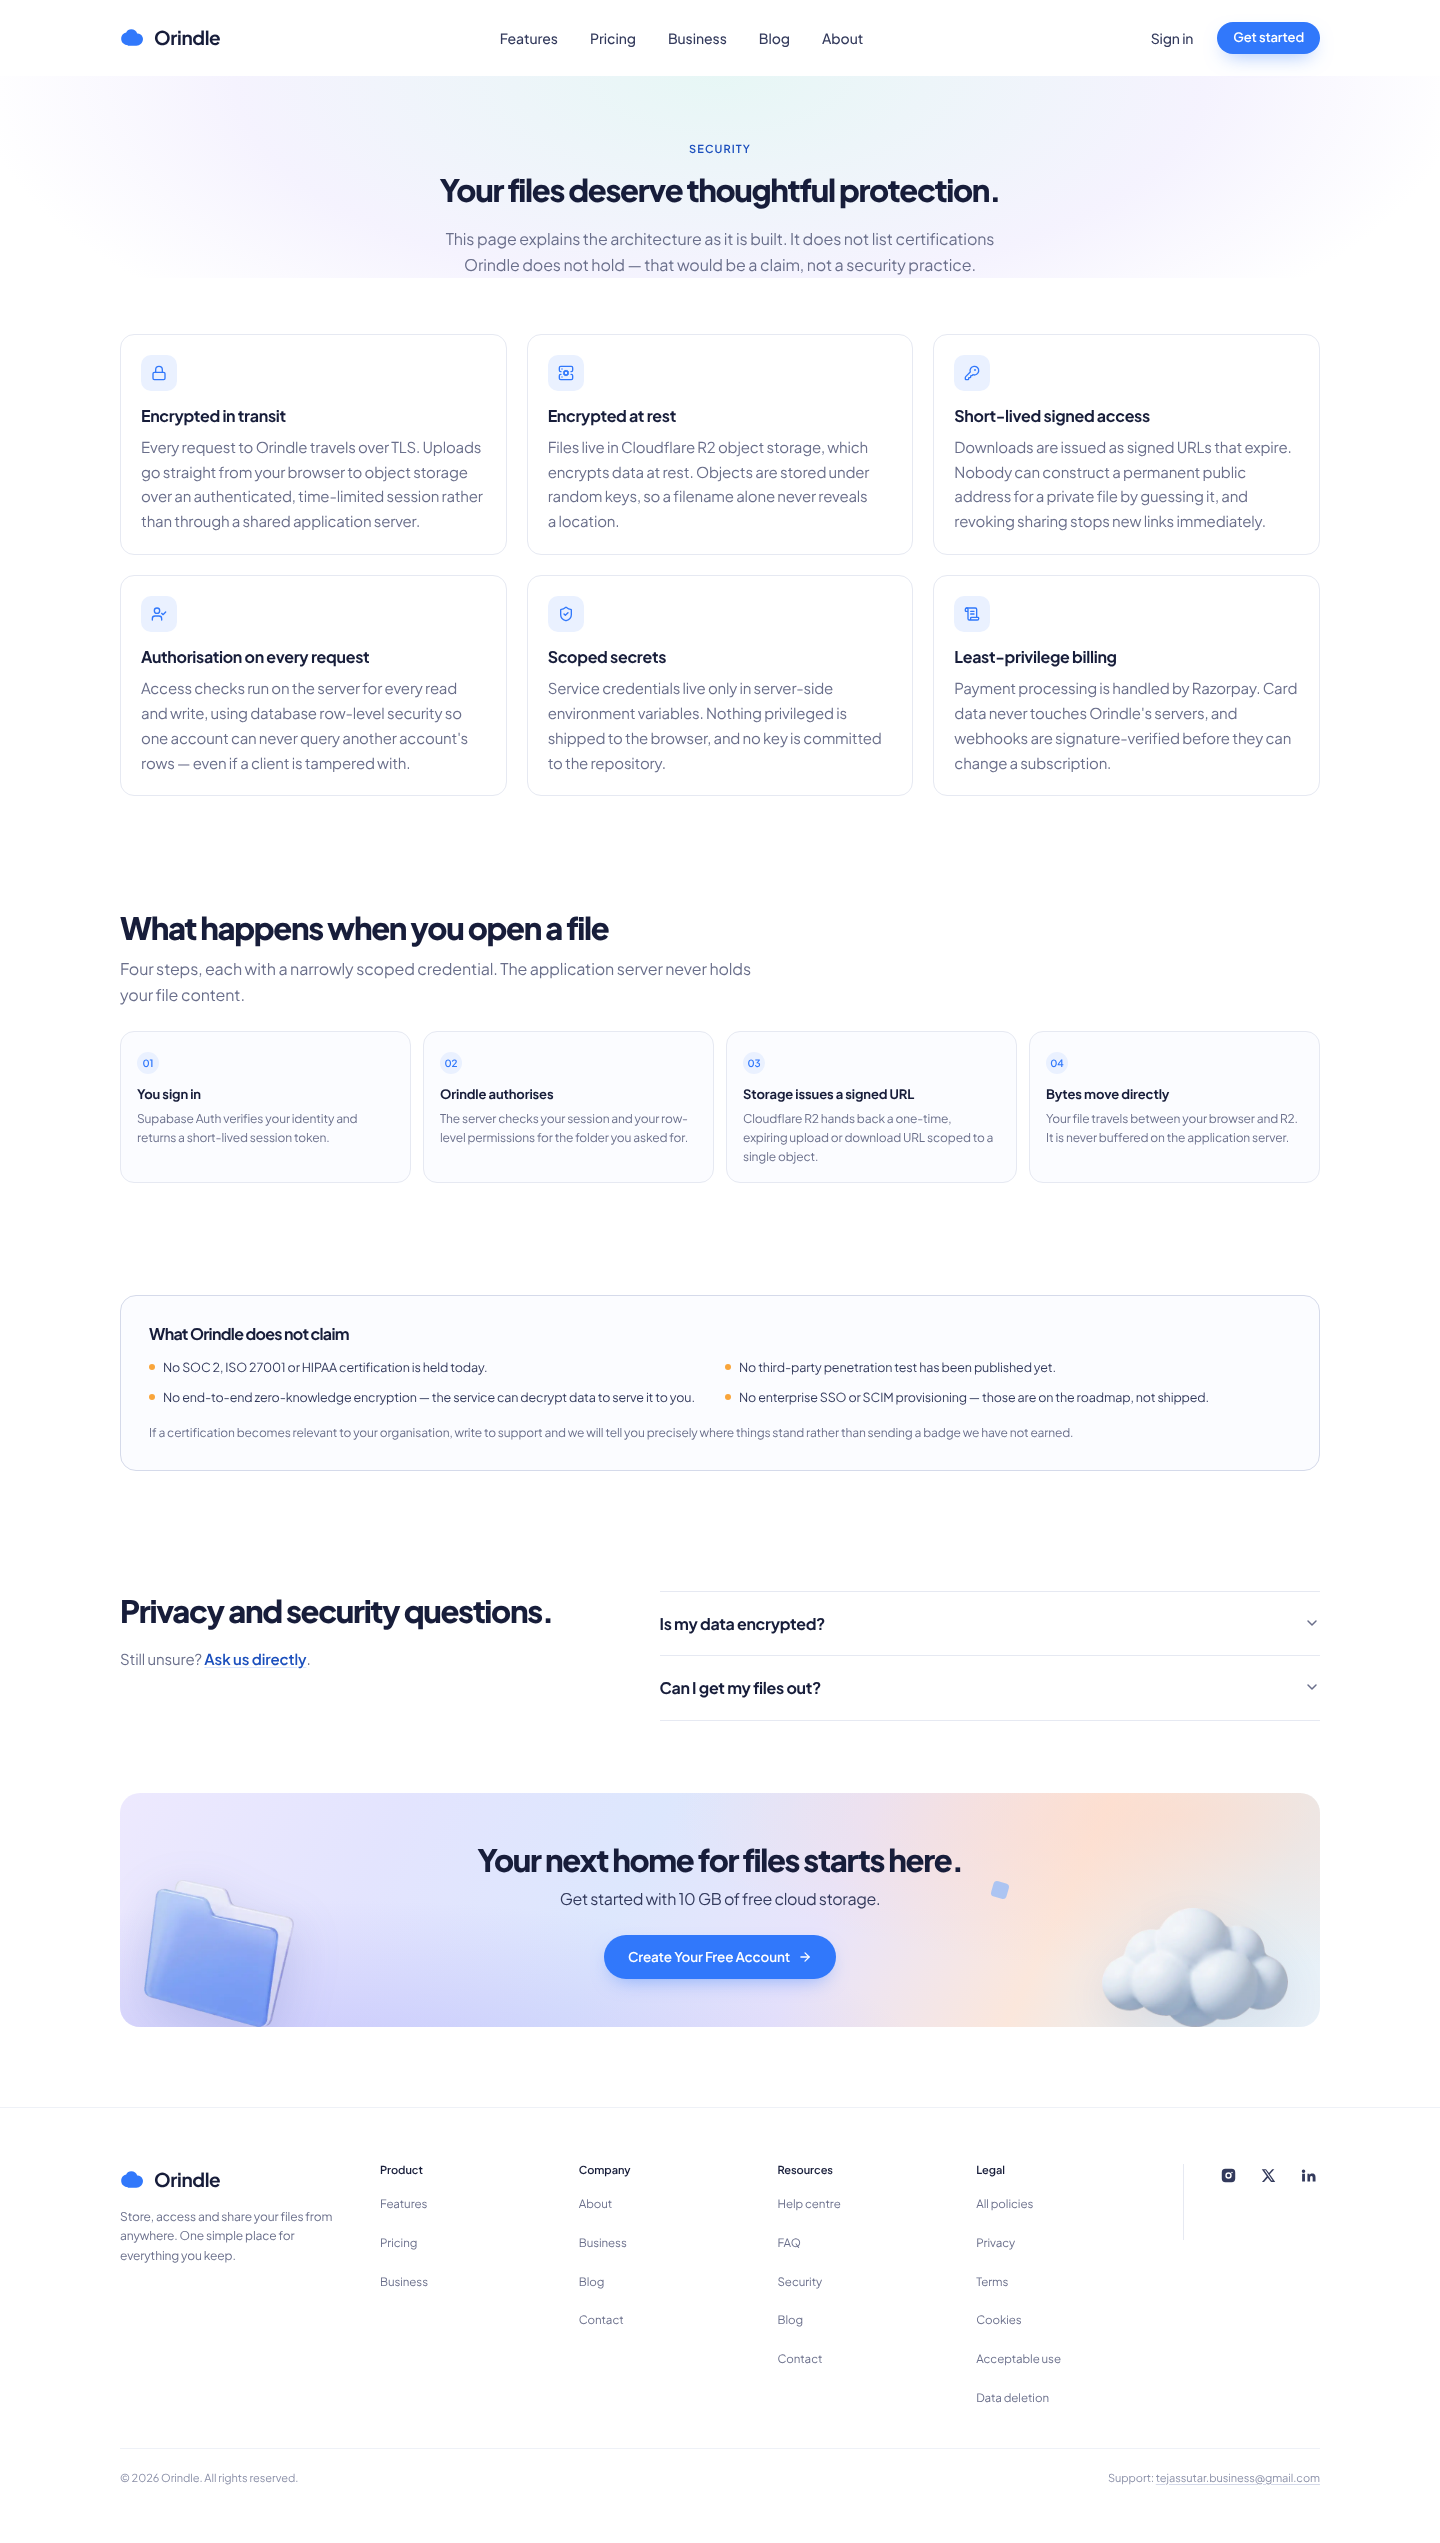 Orindle
Features
Pricing
Business
Blog
About
Sign in
Get started
SECURITY
Your files deserve thoughtful protection.
This page explains the architecture as it is built. It does not list certifications
Orindle does not hold — that would be a claim, not a security practice.
Encrypted in transit
Every request to Orindle travels over TLS. Uploads
go straight from your browser to object storage
over an authenticated, time-limited session rather
than through a shared application server.
Encrypted at rest
Files live in Cloudflare R2 object storage, which
encrypts data at rest. Objects are stored under
random keys, so a filename alone never reveals
a location.
Short-lived signed access
Downloads are issued as signed URLs that expire.
Nobody can construct a permanent public
address for a private file by guessing it, and
revoking sharing stops new links immediately.
Authorisation on every request
Access checks run on the server for every read
and write, using database row-level security so
one account can never query another account's
rows — even if a client is tampered with.
Scoped secrets
Service credentials live only in server-side
environment variables. Nothing privileged is
shipped to the browser, and no key is committed
to the repository.
Least-privilege billing
Payment processing is handled by Razorpay. Card
data never touches Orindle's servers, and
webhooks are signature-verified before they can
change a subscription.
What happens when you open a file
Four steps, each with a narrowly scoped credential. The application server never holds
your file content.
01
You sign in
Supabase Auth verifies your identity and
returns a short-lived session token.
02
Orindle authorises
The server checks your session and your row-
level permissions for the folder you asked for.
03
Storage issues a signed URL
Cloudflare R2 hands back a one-time,
expiring upload or download URL scoped to a
single object.
04
Bytes move directly
Your file travels between your browser and R2.
It is never buffered on the application server.
What Orindle does not claim
No SOC 2, ISO 27001 or HIPAA certification is held today.
No third-party penetration test has been published yet.
No end-to-end zero-knowledge encryption — the service can decrypt data to serve it to you.
No enterprise SSO or SCIM provisioning — those are on the roadmap, not shipped.
If a certification becomes relevant to your organisation, write to support and we will tell you precisely where things stand rather than sending a badge we have not earned.
Privacy and security questions.
Still unsure? Ask us directly.
Is my data encrypted?
Can I get my files out?
Your next home for files starts here.
Get started with 10 GB of free cloud storage.
Create Your Free Account
Orindle
Store, access and share your files from
anywhere. One simple place for
everything you keep.
Product
Features
Pricing
Business
Company
About
Business
Blog
Contact
Resources
Help centre
FAQ
Security
Blog
Contact
Legal
All policies
Privacy
Terms
Cookies
Acceptable use
Data deletion
© 2026 Orindle. All rights reserved.
Support: tejassutar.business@gmail.com